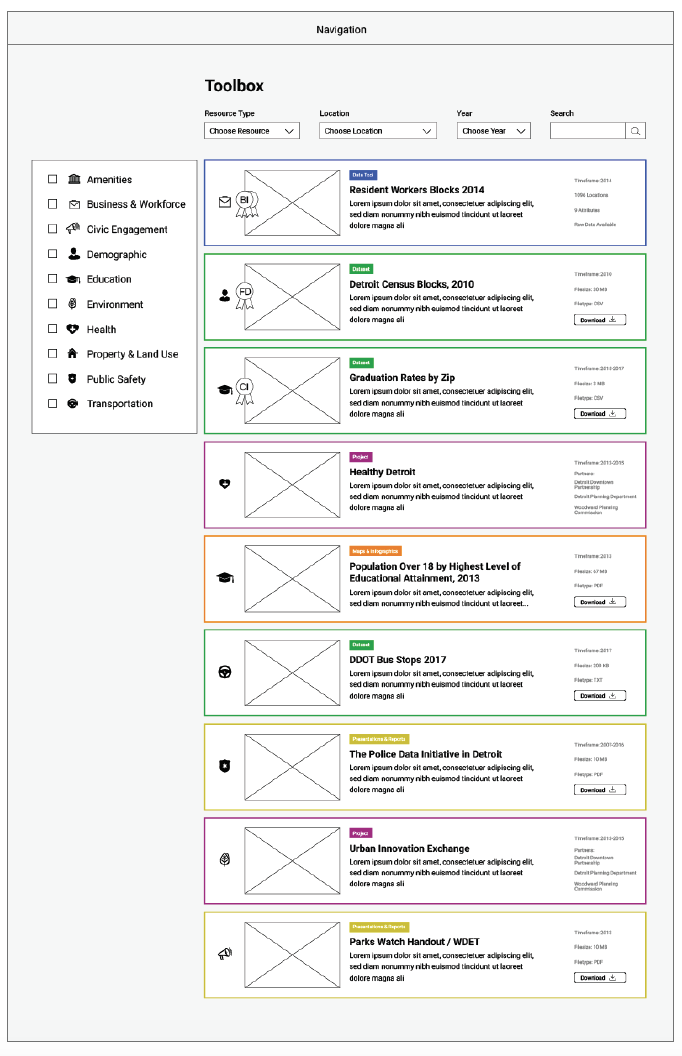 Navigation
Toolbox
Resource Type
Location
Year
Search
Choose Resource
Choose Location
Choose Year
Amenities
Business & Workforce
Civic Engagement
Demographic
Education
Environment
Health
Property & Land Use
Public Safety
Transportation
BI
Data Tool
Resident Workers Blocks 2014
Lorem ipsum dolor sit amet, consectetuer adipiscing elit,
sed diam nonummy nibh euismod tincidunt ut laoreet
dolore magna ali
Timeframe: 2014
1096 Locations
9 Attributes
Raw Data Available
FD
Dataset
Detroit Census Blocks, 2010
Lorem ipsum dolor sit amet, consectetuer adipiscing elit,
sed diam nonummy nibh euismod tincidunt ut laoreet
dolore magna ali
Timeframe: 2010
Filesize: 20 MB
Filetype: CSV
Download
CI
Dataset
Graduation Rates by Zip
Lorem ipsum dolor sit amet, consectetuer adipiscing elit,
sed diam nonummy nibh euismod tincidunt ut laoreet
dolore magna ali
Timeframe: 2013-2017
Filesize: MB
Filetype: CSV
Download
Project
Healthy Detroit
Lorem ipsum dolor sit amet, consectetuer adipiscing elit,
sed diam nonummy nibh euismod tincidunt ut laoreet
dolore magna ali
Timeframe: 2013-2015
Partners:
Detroit Downtown
Partnership
Detroit Planning Department
Woodward Planning
Commission
Maps & Infographics
Population Over 18 by Highest Level of
Educational Attainment, 2013
Lorem ipsum dolor sit amet, consectetuer adipiscing elit,
sed diam nonummy nibh euismod tincidunt ut laoreet...
Timeframe: 2013
Filesize: 67 MB
Filetype: PDF
Download
Dataset
DDOT Bus Stops 2017
Lorem ipsum dolor sit amet, consectetuer adipiscing elit,
sed diam nonummy nibh euismod tincidunt ut laoreet
dolore magna ali
Timeframe: 2017
Filesize: 200 KB
Filetype: TXT
Download
Presentations & Reports
The Police Data Initiative in Detroit
Lorem ipsum dolor sit amet, consectetuer adipiscing elit,
sed diam nonummy nibh euismod tincidunt ut laoreet
dolore magna ali
Timeframe: 2001-2016
Filesize: 10 MB
Filetype: PDF
Download
Project
Urban Innovation Exchange
Lorem ipsum dolor sit amet, consectetuer adipiscing elit,
sed diam nonummy nibh euismod tincidunt ut laoreet
dolore magna ali
Timeframe: 2013-2015
Partners:
Detroit Downtown
Partnership
Detroit Planning Department
Woodward Planning
Commission
Presentations & Reports
Parks Watch Handout / WDET
Lorem ipsum dolor sit amet, consectetuer adipiscing elit,
sed diam nonummy nibh euismod tincidunt ut laoreet
dolore magna ali
Timeframe: 2013
Filesize: 10 MB
Filetype: PDF
Download